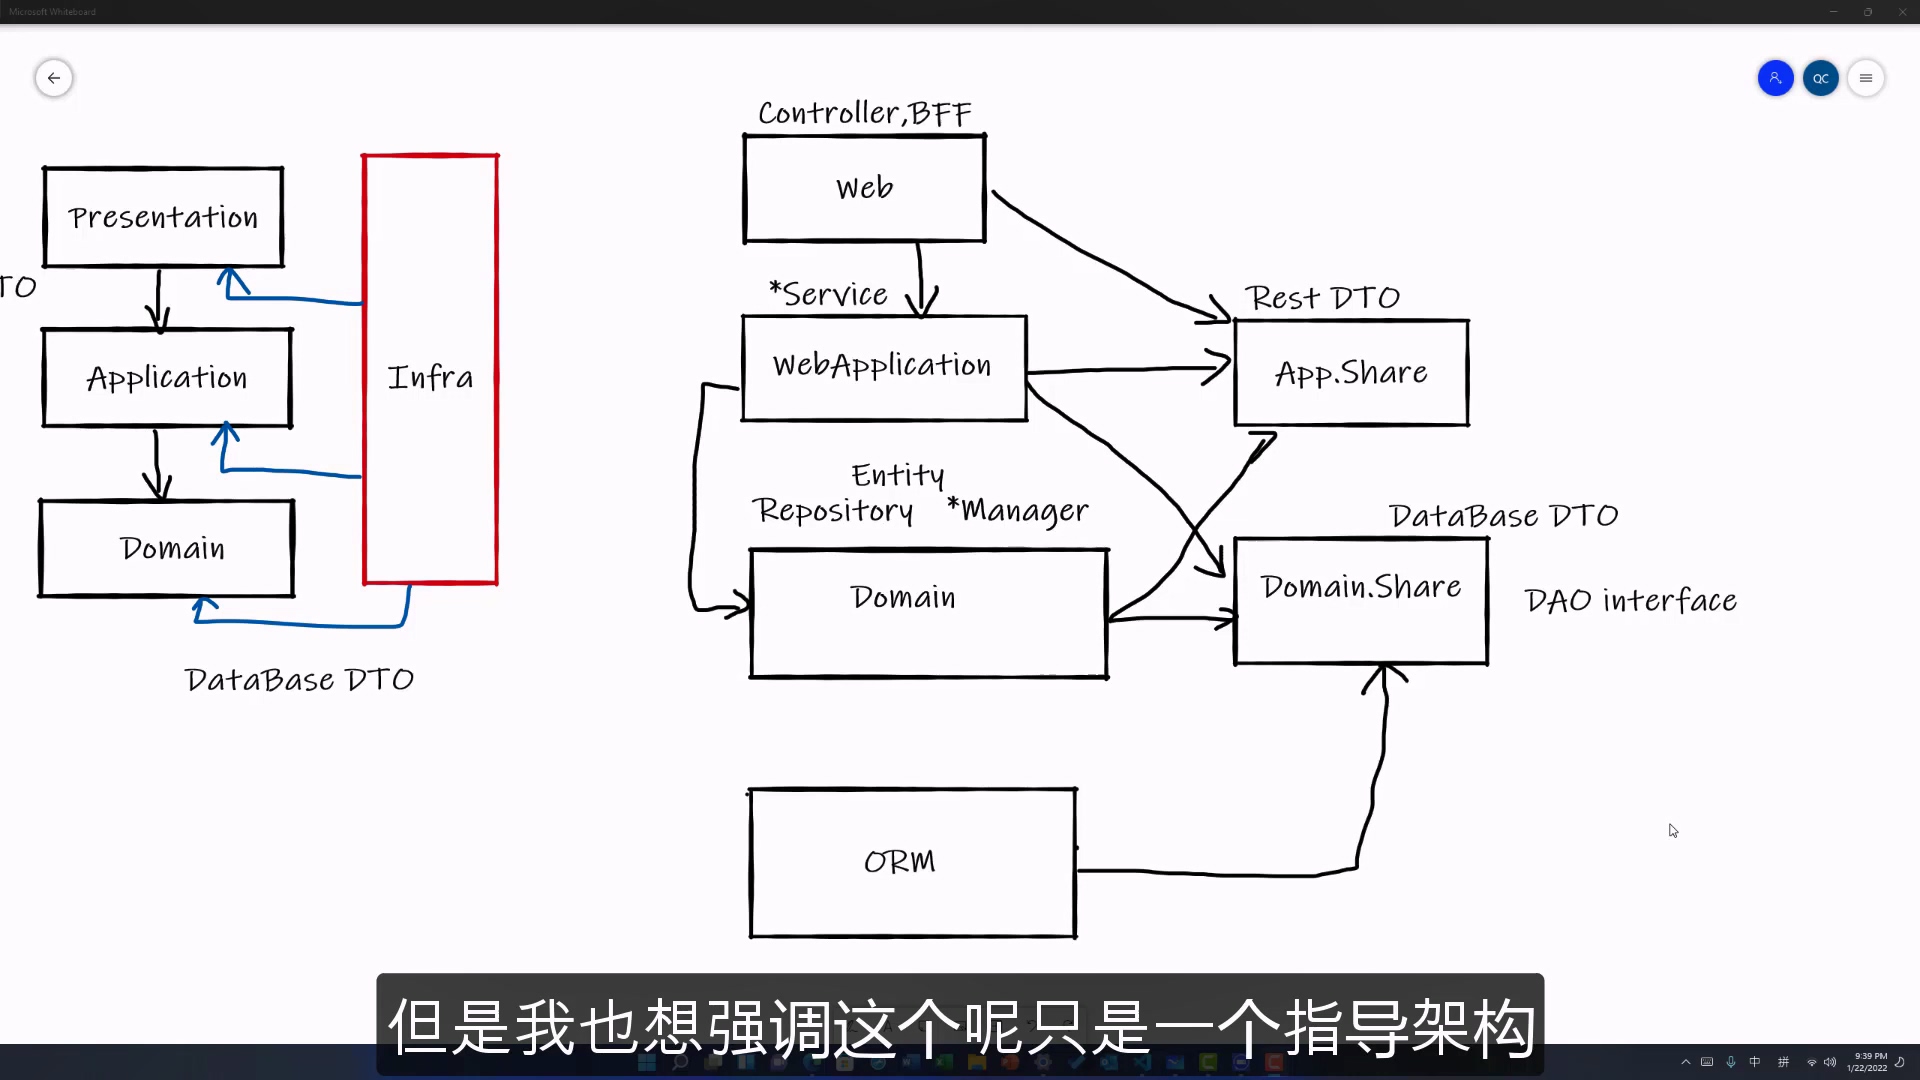 Microsoft Whiteboard
QC
Controller,BFF
Web
Presentation
TO
*Service
Rest DTO
WebApplication
App.Share
Application
Infra
Entity
Repository *Manager
DataBase DTO
Domain
Domain
Domain.Share
DAO interface
DataBase DTO
ORM
但是我也想强调这个呢只是一个指导架构
中
拼
9:39 PM
1/22/2022